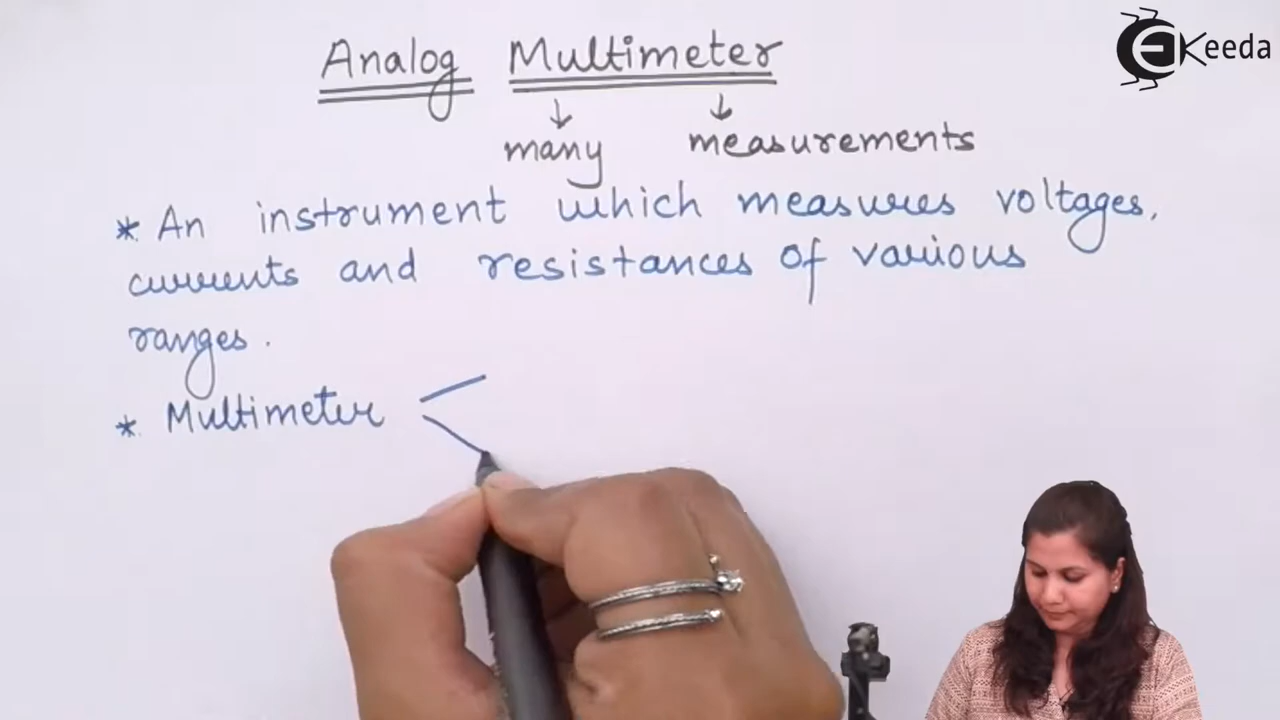 Analog Multimeter
many measurements
* An instrument which measures voltages,
currents and resistances of various
ranges.
* Multimeter
EKeeda